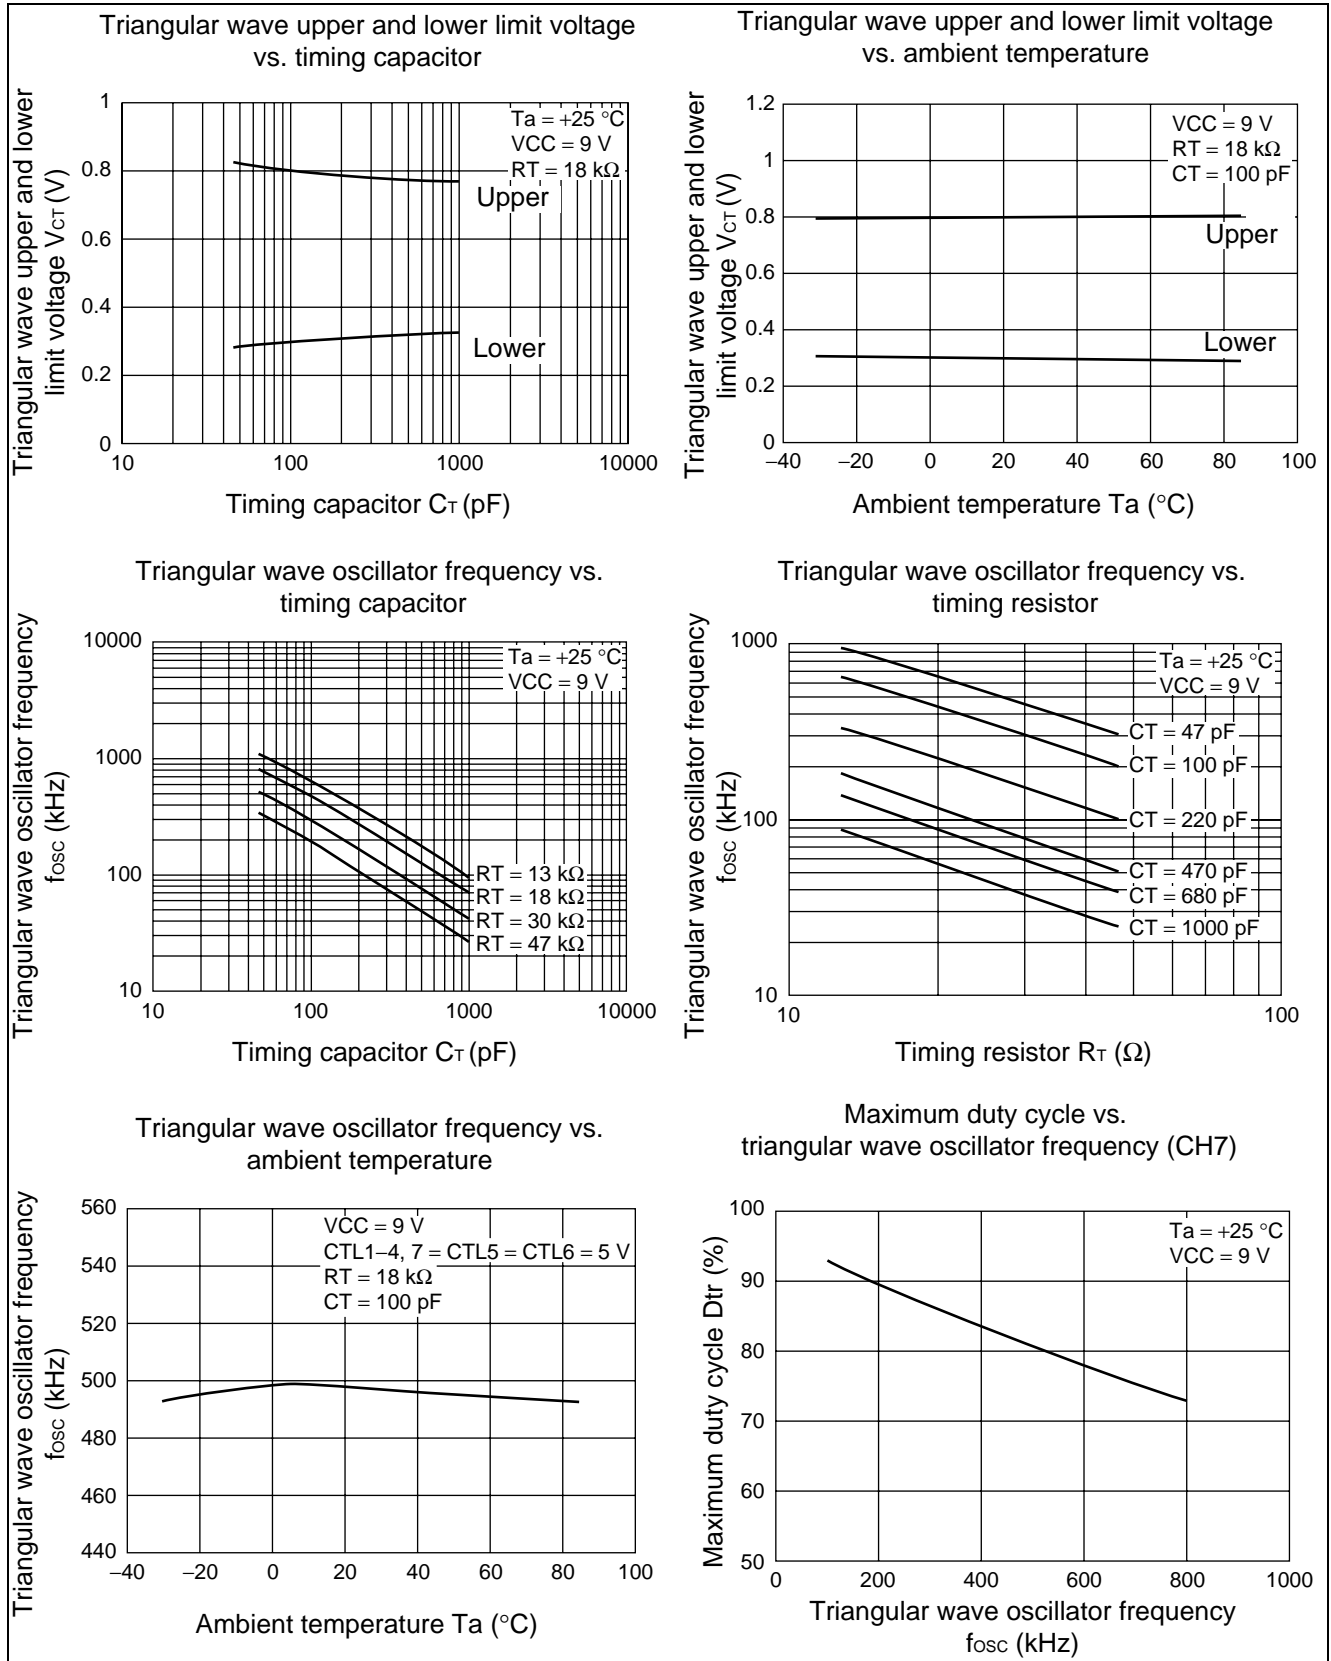 Triangular wave upper and lower limit voltage
vs. timing capacitor
Triangular wave upper and lower
limit voltage VCT (V)
1
0.8
0.6
0.4
0.2
0
Ta = +25 °C
VCC = 9 V
RT = 18 kΩ
Upper
Lower
10
100
1000
10000
Timing capacitor CT (pF)
Triangular wave upper and lower limit voltage
vs. ambient temperature
Triangular wave upper and lower
limit voltage VCT (V)
1.2
1
0.8
0.6
0.4
0.2
0
VCC = 9 V
RT = 18 kΩ
CT = 100 pF
Upper
Lower
−40
−20
0
20
40
60
80
100
Ambient temperature Ta (°C)
Triangular wave oscillator frequency vs.
timing capacitor
Triangular wave oscillator frequency
fOSC (kHz)
10000
1000
100
10
Ta = +25 °C
VCC = 9 V
RT = 13 kΩ
RT = 18 kΩ
RT = 30 kΩ
RT = 47 kΩ
10
100
1000
10000
Timing capacitor CT (pF)
Triangular wave oscillator frequency vs.
timing resistor
Triangular wave oscillator frequency
fOSC (kHz)
1000
100
10
Ta = +25 °C
VCC = 9 V
CT = 47 pF
CT = 100 pF
CT = 220 pF
CT = 470 pF
CT = 680 pF
CT = 1000 pF
10
100
Timing resistor RT (Ω)
Triangular wave oscillator frequency vs.
ambient temperature
Triangular wave oscillator frequency
fOSC (kHz)
560
540
520
500
480
460
440
VCC = 9 V
CTL1−4, 7 = CTL5 = CTL6 = 5 V
RT = 18 kΩ
CT = 100 pF
−40
−20
0
20
40
60
80
100
Ambient temperature Ta (°C)
Maximum duty cycle vs.
triangular wave oscillator frequency (CH7)
Maximum duty cycle Dtr (%)
100
90
80
70
60
50
Ta = +25 °C
VCC = 9 V
0
200
400
600
800
1000
Triangular wave oscillator frequency
fOSC (kHz)